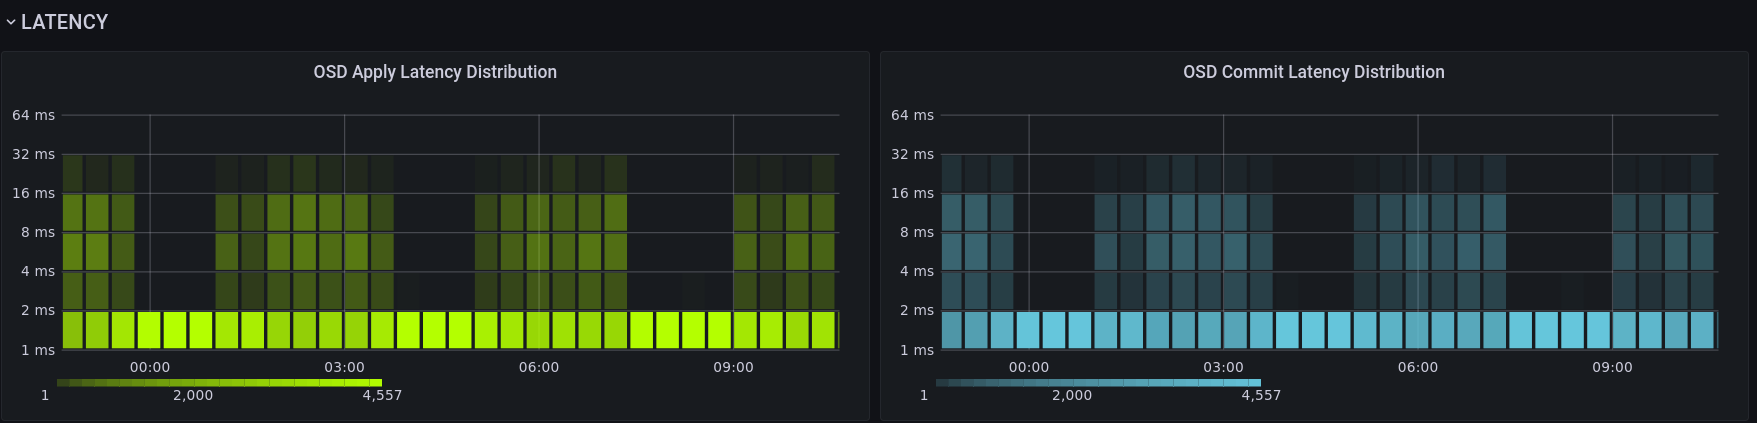 LATENCY
OSD Apply Latency Distribution
64 ms
32 ms
16 ms
8 ms
4 ms
2 ms
1 ms
00:00 03:00 06:00 09:00
1 2,000 4,557
OSD Commit Latency Distribution
64 ms
32 ms
16 ms
8 ms
4 ms
2 ms
1 ms
00:00 03:00 06:00 09:00
1 2,000 4,557